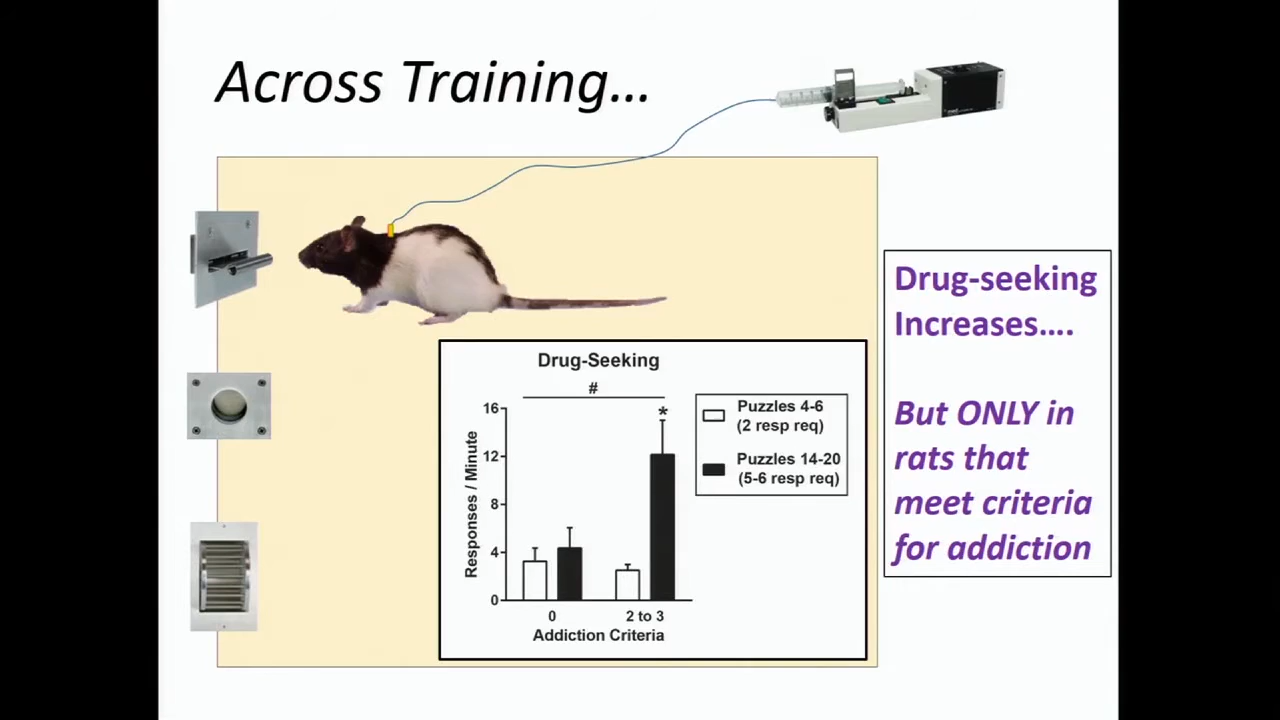 Across Training...
Drug-seeking
Increases....
But ONLY in
rats that
meet criteria
for addiction
Drug-Seeking
#
*
16
12
8
4
0
Responses / Minute
0
2 to 3
Addiction Criteria
Puzzles 4-6
(2 resp req)
Puzzles 14-20
(5-6 resp req)